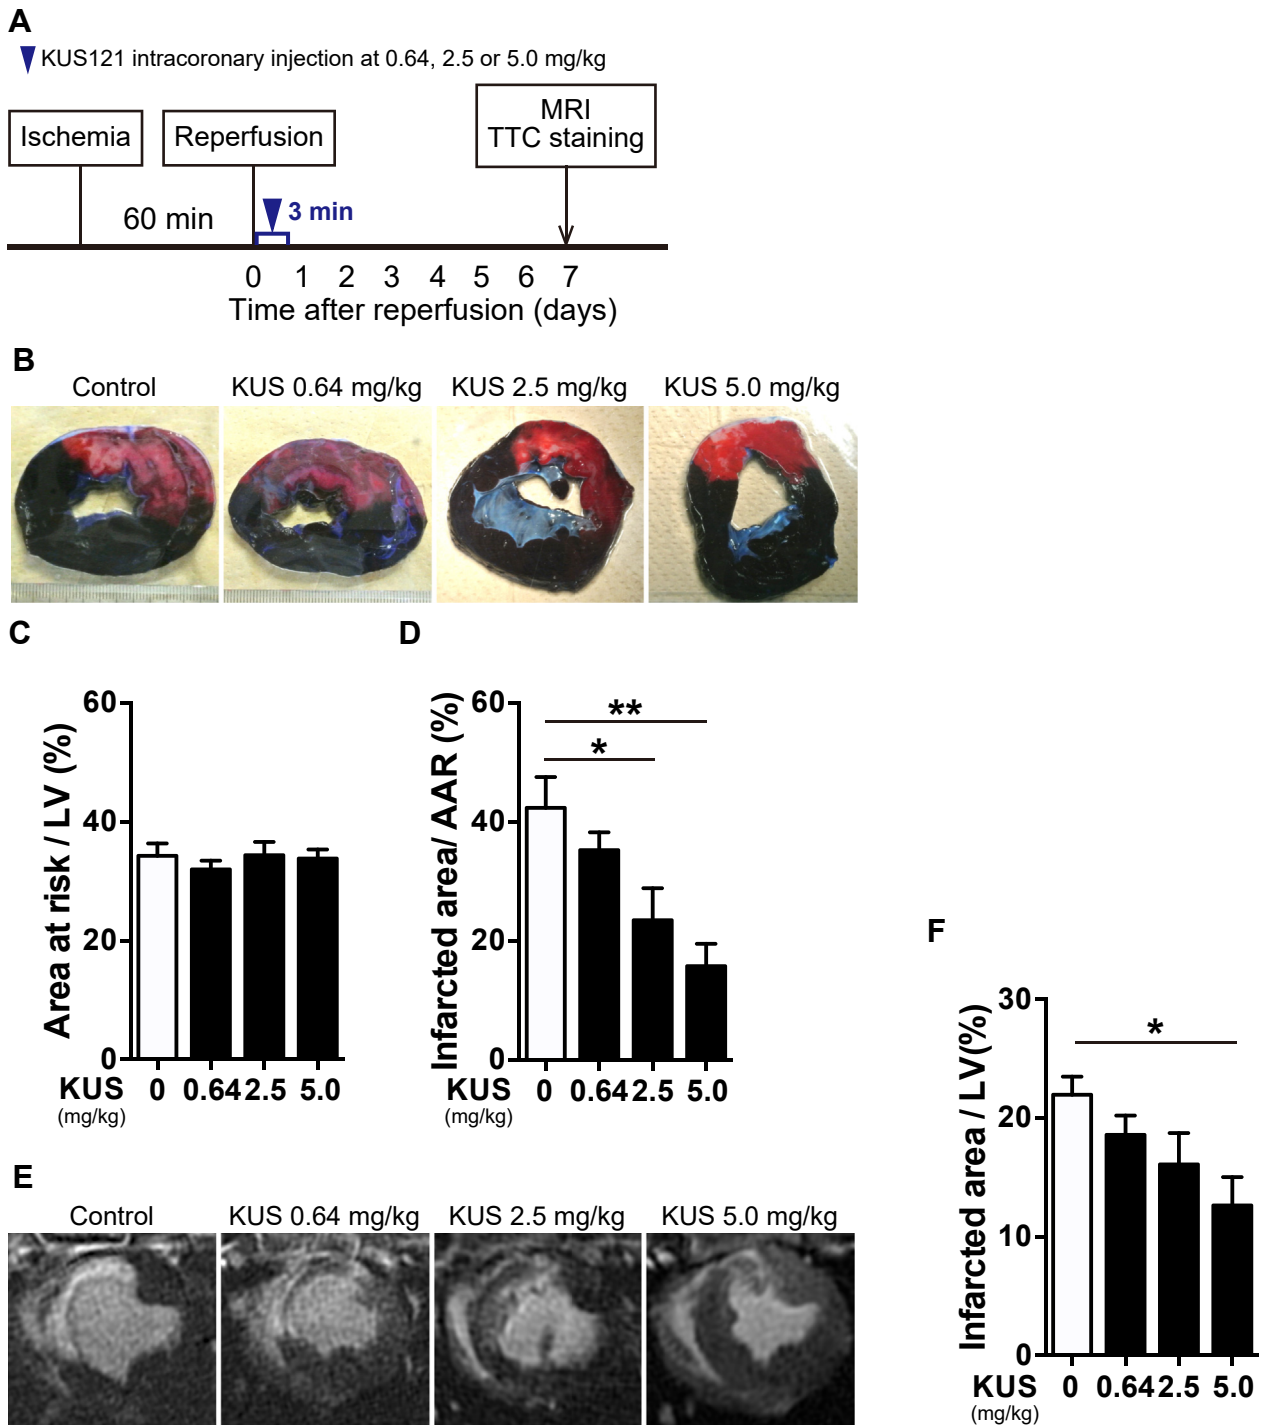 A
KUS121 intracoronary injection at 0.64, 2.5 or 5.0 mg/kg
Ischemia
Reperfusion
MRI
TTC staining
60 min
3 min
0 1 2 3 4 5 6 7
Time after reperfusion (days)
B
Control
KUS 0.64 mg/kg
KUS 2.5 mg/kg
KUS 5.0 mg/kg
C
Area at risk / LV (%)
60
40
20
0
KUS 0 0.64 2.5 5.0
(mg/kg)
D
Infarcted area/ AAR (%)
60
40
20
0
**
*
KUS 0 0.64 2.5 5.0
(mg/kg)
E
Control
KUS 0.64 mg/kg
KUS 2.5 mg/kg
KUS 5.0 mg/kg
F
Infarcted area / LV(%)
30
20
10
0
*
KUS 0 0.64 2.5 5.0
(mg/kg)